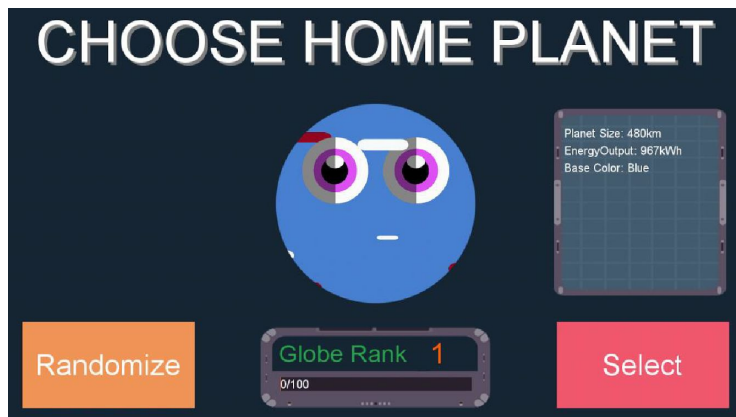 CHOOSE HOME PLANET
Planet Size: 480km
EnergyOutput: 967kWh
Base Color: Blue
Randomize
Globe Rank 1
0/100
Select